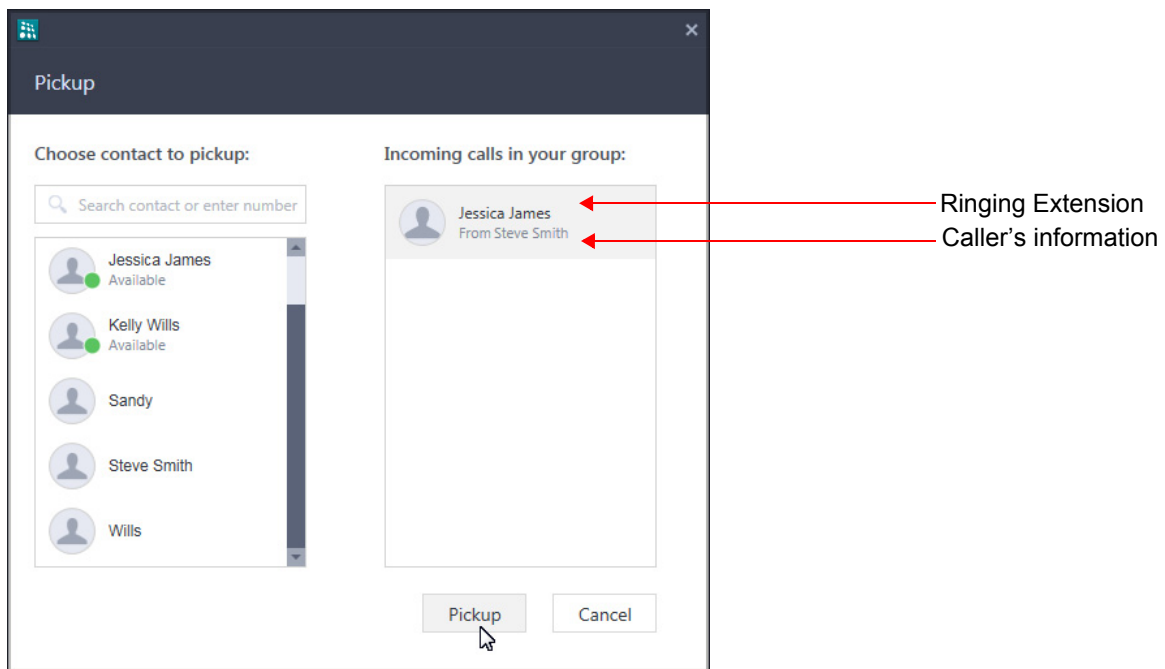 Pickup
Choose contact to pickup:
Search contact or enter number
Jessica James
Available
Kelly Wills
Available
Sandy
Steve Smith
Wills
Incoming calls in your group:
Jessica James
From Steve Smith
Ringing Extension
Caller's information
Pickup
Cancel